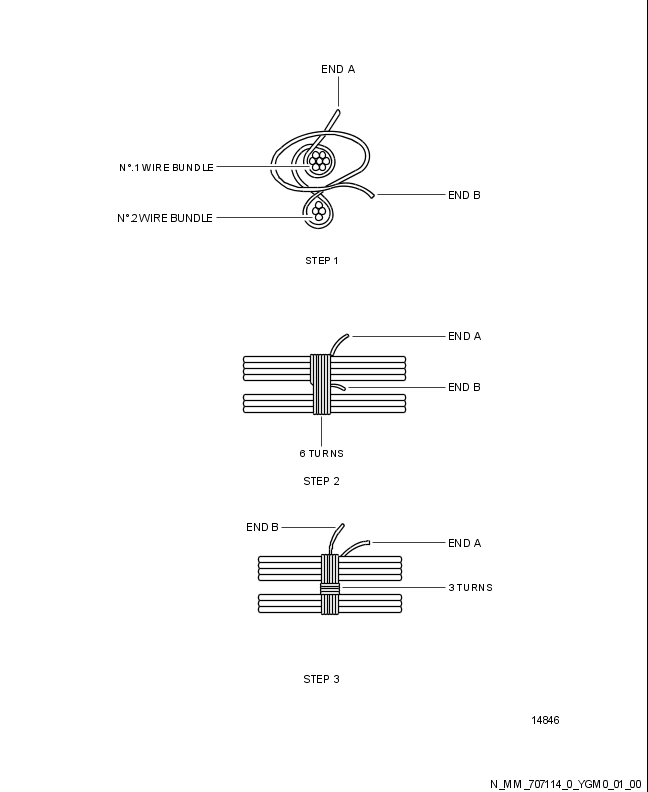 END A
N°.1 WIRE BUNDLE
END B
N°.2 WIRE BUNDLE
STEP 1
END A
END B
6 TURNS
STEP 2
END B
END A
3 TURNS
STEP 3
14846
N_MM_707114_0_YGM0_01_00